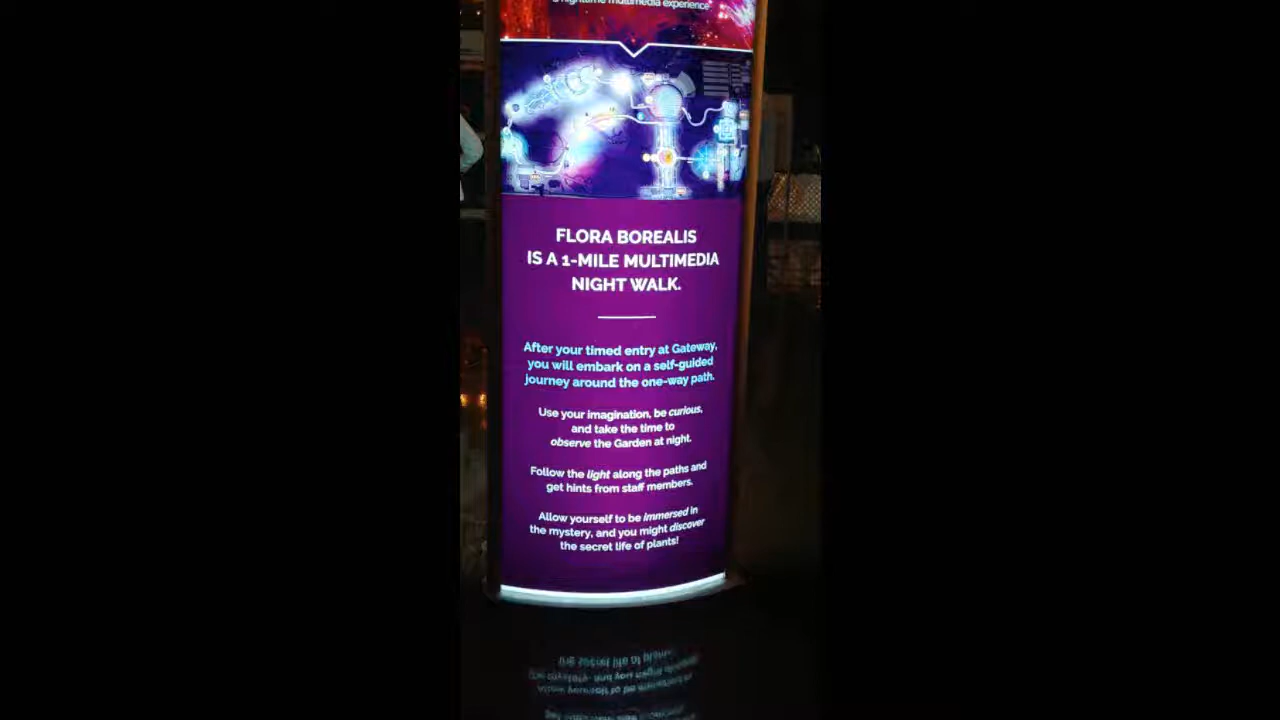 a nighttime multimedia experience
FLORA BOREALIS
IS A 1-MILE MULTIMEDIA
NIGHT WALK.
After your timed entry at Gateway,
you will embark on a self-guided
journey around the one-way path.
Use your imagination, be curious,
and take the time to
observe the Garden at night.
Follow the light along the paths and
get hints from staff members.
Allow yourself to be immersed in
the mystery, and you might discover
the secret life of plants!